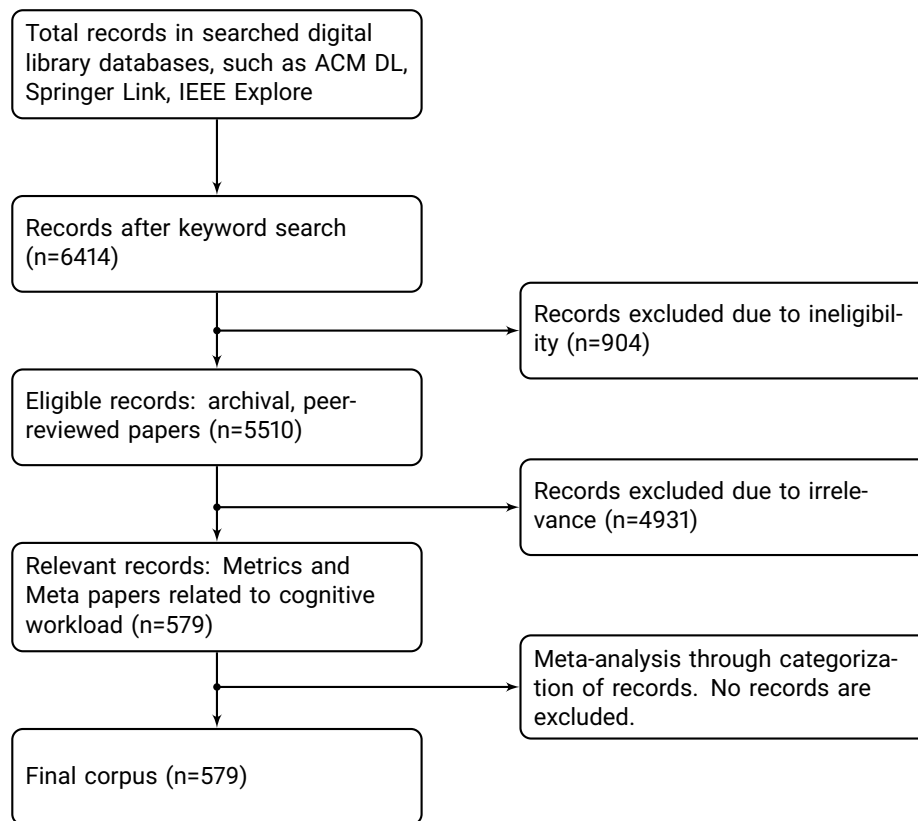 Total records in searched digital
library databases, such as ACM DL,
Springer Link, IEEE Explore
Records after keyword search
(n=6414)
Records excluded due to ineligibil-
ity (n=904)
Eligible records: archival, peer-
reviewed papers (n=5510)
Records excluded due to irrele-
vance (n=4931)
Relevant records: Metrics and
Meta papers related to cognitive
workload (n=579)
Meta-analysis through categoriza-
tion of records. No records are
excluded.
Final corpus (n=579)